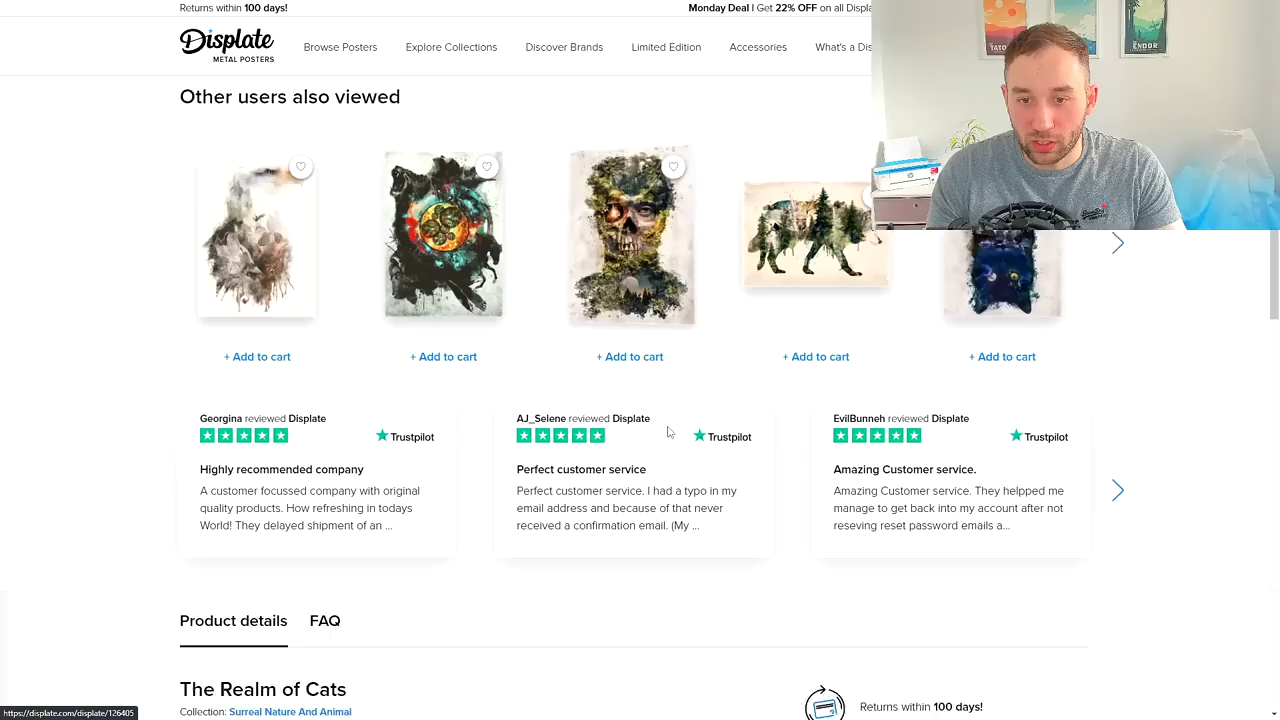 Returns within 100 days!
Monday Deal | Get 22% OFF on all Displa
Displate
METAL POSTERS
Browse Posters
Explore Collections
Discover Brands
Limited Edition
Accessories
What's a Dis
ENDOR
Other users also viewed
+ Add to cart
+ Add to cart
+ Add to cart
+ Add to cart
+ Add to cart
Georgina reviewed Displate
Trustpilot
Highly recommended company
A customer focussed company with original
quality products. How refreshing in todays
World! They delayed shipment of an ...
AJ_Selene reviewed Displate
Trustpilot
Perfect customer service
Perfect customer service. I had a typo in my
email address and because of that never
received a confirmation email. (My ...
EvilBunneh reviewed Displate
Trustpilot
Amazing Customer service.
Amazing Customer service. They helpped me
manage to get back into my account after not
reseving reset password emails a...
Product details
FAQ
The Realm of Cats
Collection: Surreal Nature And Animal
Returns within 100 days!
https://displate.com/displate/126405